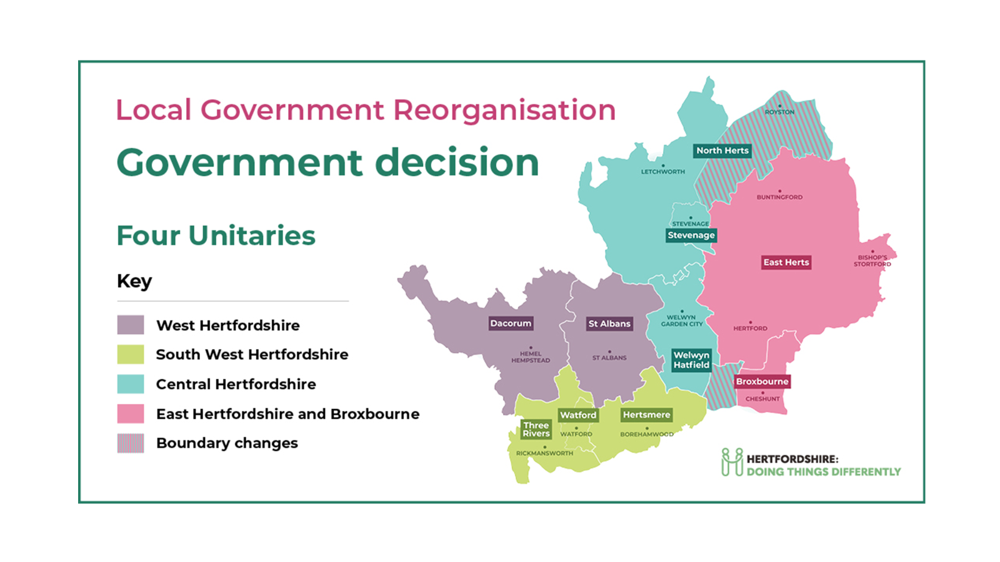 Local Government Reorganisation
Government decision
Four Unitaries
Key
West Hertfordshire
South West Hertfordshire
Central Hertfordshire
East Hertfordshire and Broxbourne
Boundary changes
ROYSTON
North Herts
LETCHWORTH
BUNTINGFORD
STEVENAGE
Stevenage
East Herts
BISHOP'S
STORTFORD
Dacorum
St Albans
WELWYN
GARDEN CITY
HERTFORD
HEMEL
HEMPSTEAD
ST ALBANS
Welwyn
Hatfield
Broxbourne
CHESHUNT
Watford
Hertsmere
Three
Rivers
WATFORD
BOREHAMWOOD
RICKMANSWORTH
HERTFORDSHIRE:
DOING THINGS DIFFERENTLY